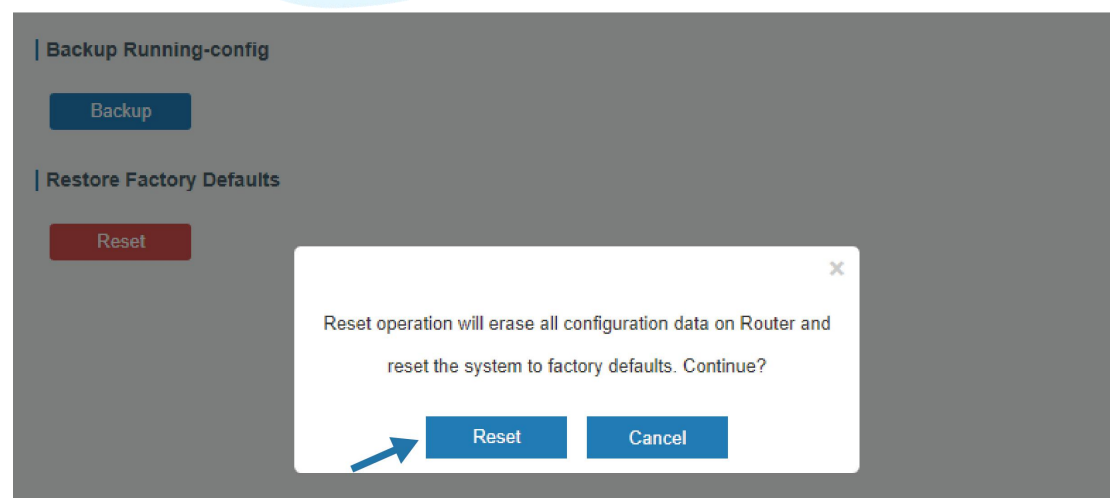 Backup Running-config
Backup
Restore Factory Defaults
Reset
Reset operation will erase all configuration data on Router and
reset the system to factory defaults. Continue?
Reset Cancel